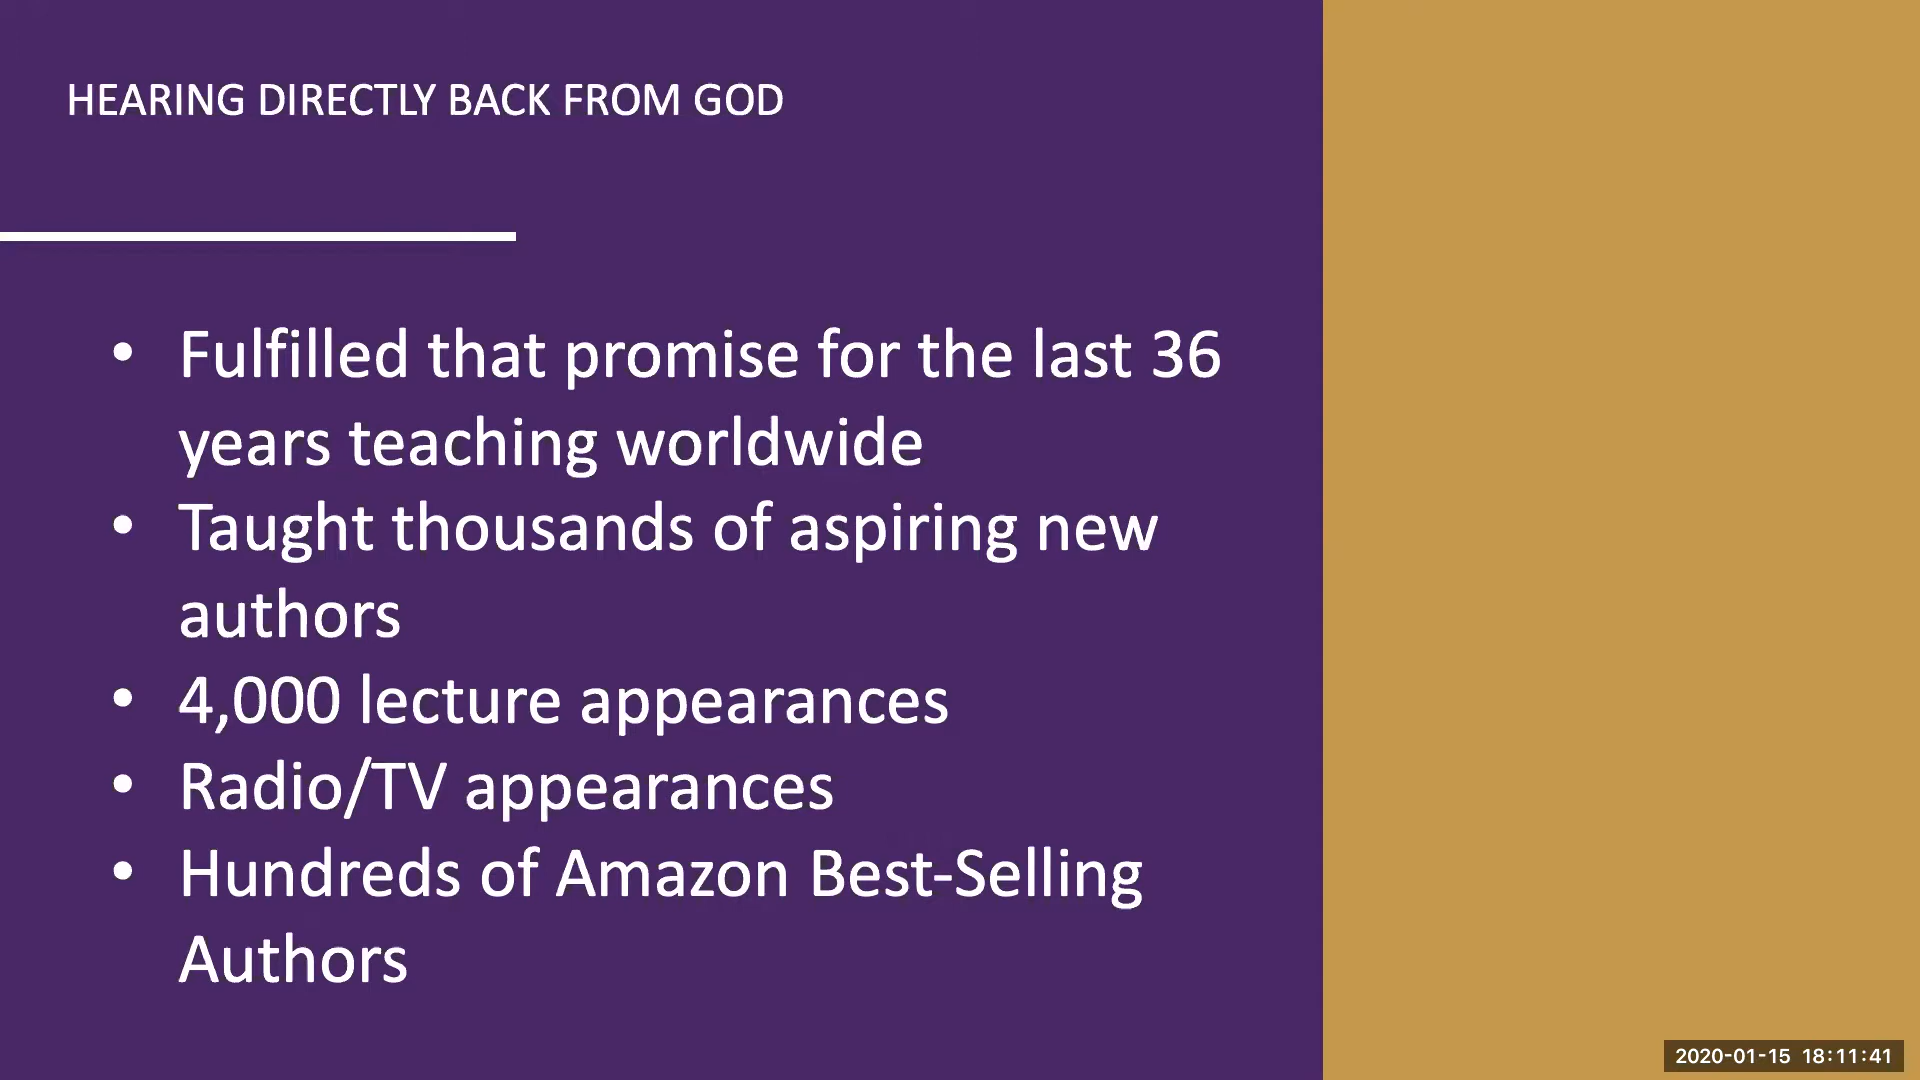 HEARING DIRECTLY BACK FROM GOD
• Fulfilled that promise for the last 36
years teaching worldwide
• Taught thousands of aspiring new
authors
• 4,000 lecture appearances
• Radio/TV appearances
• Hundreds of Amazon Best-Selling
Authors
2020-01-15 18:11:41